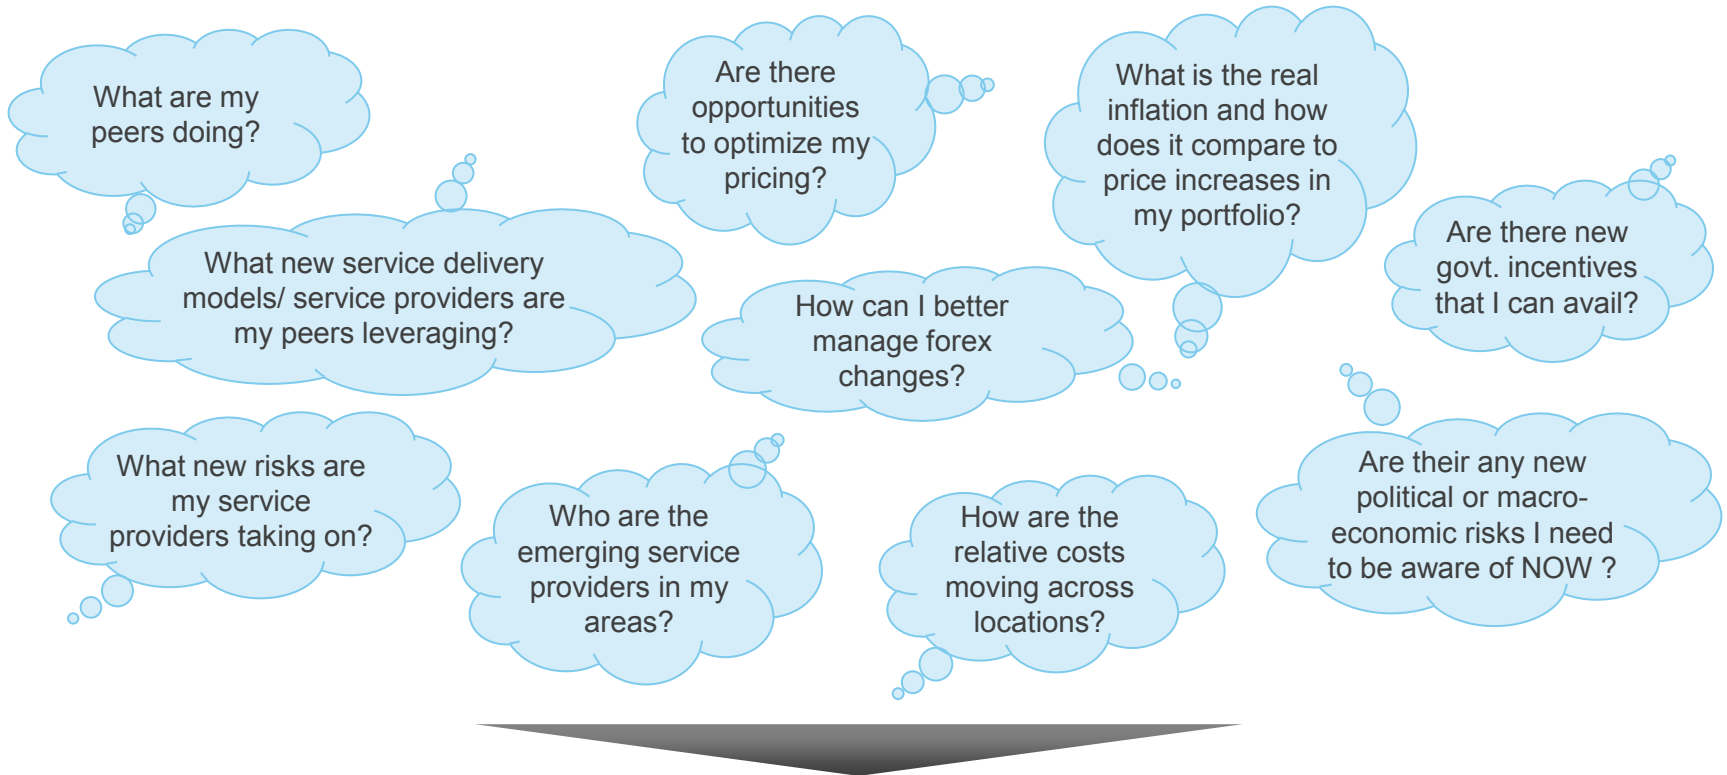 What are my
peers doing?
Are there
opportunities
to optimize my
pricing?
What is the real
inflation and how
does it compare to
price increases in
my portfolio?
What new service delivery
models/ service providers are
my peers leveraging?
How can I better
manage forex
changes?
Are there new
govt. incentives
that I can avail?
What new risks are
my service
providers taking on?
Who are the
emerging service
providers in my
areas?
How are the
relative costs
moving across
locations?
Are their any new
political or macro-
economic risks I need
to be aware of NOW ?